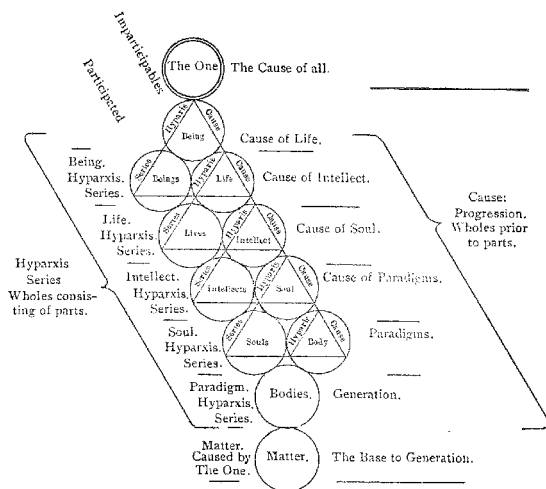 Imparticipables
Participated
The One
The Cause of all.
Hyparxis
Cause
Being
Cause of Life.
Being.
Hyparxis.
Series.
Series
Beings
Hyparxis
Cause
Life
Cause of Intellect.
Life.
Hyparxis.
Series.
Series
Lives
Hyparxis
Cause
Intellect
Cause of Soul.
Intellect.
Hyparxis.
Series.
Series
Intellects
Hyparxis
Cause
Soul
Cause of Paradigms.
Soul.
Hyparxis.
Series.
Series
Souls
Hyparxis
Cause
Body
Paradigms.
Paradigm.
Hyparxis.
Series.
Bodies.
Generation.
Matter.
Caused by
The One.
Matter.
The Base to Generation.
Hyparxis
Series
Wholes consis-
ting of parts.
Cause:
Progression.
Wholes prior
to parts.